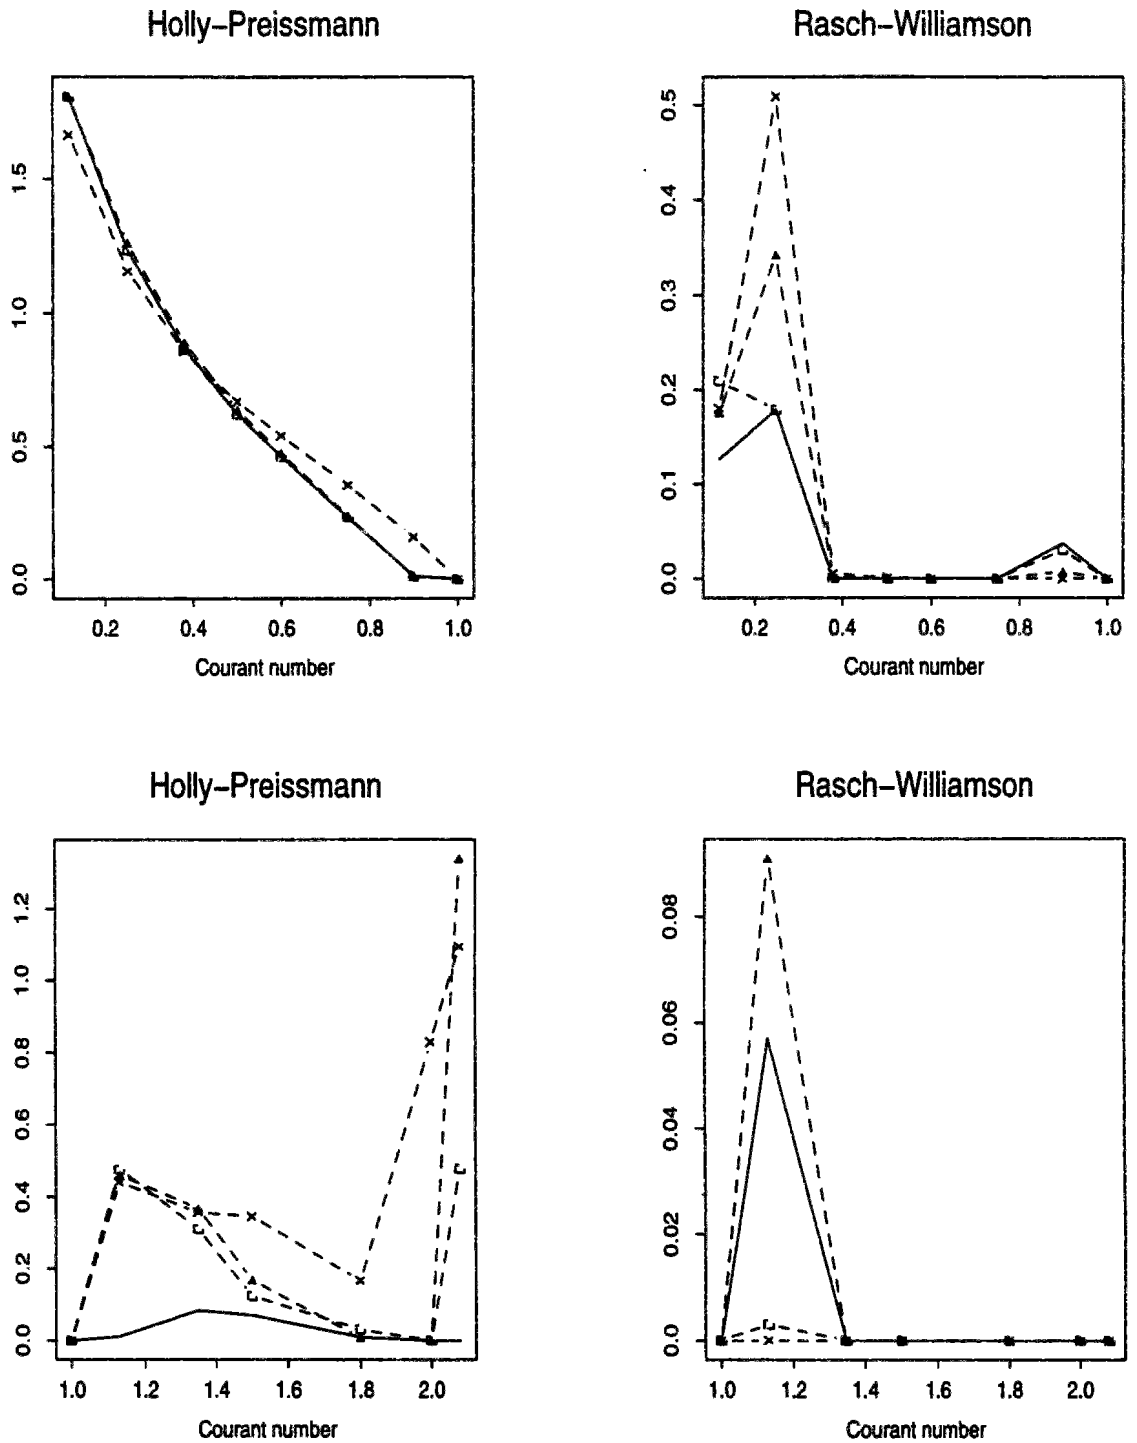 Holly–Preissmann
Rasch–Williamson
1.5
1.0
0.5
0.0
0.2 0.4 0.6 0.8 1.0
Courant number
0.5
0.4
0.3
0.2
0.1
0.0
0.2 0.4 0.6 0.8 1.0
Courant number
Holly–Preissmann
Rasch–Williamson
1.2
1.0
0.8
0.6
0.4
0.2
0.0
1.0 1.2 1.4 1.6 1.8 2.0
Courant number
0.08
0.06
0.04
0.02
0.0
1.0 1.2 1.4 1.6 1.8 2.0
Courant number